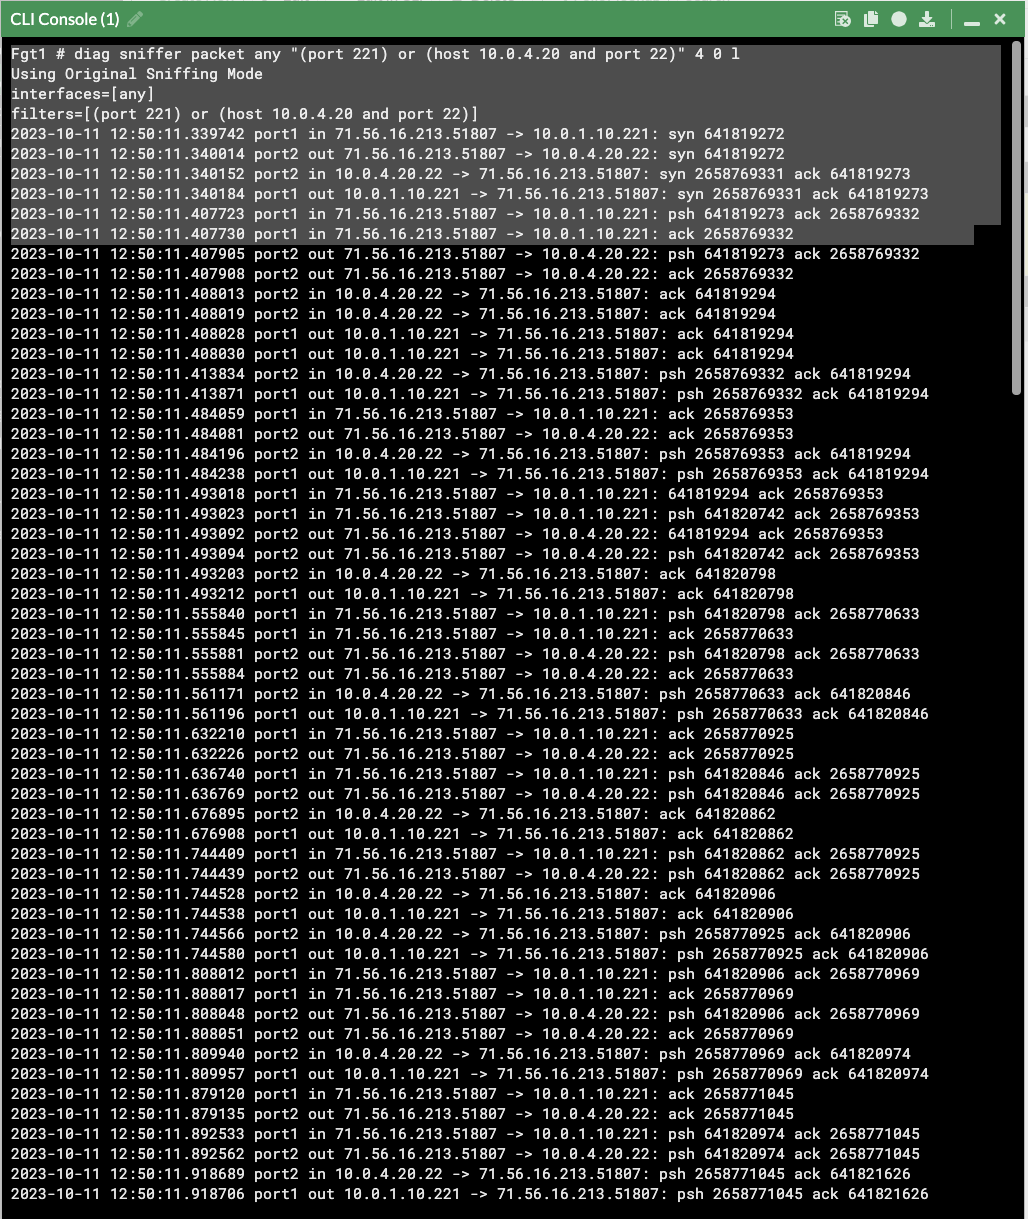 CLI Console (1)
Fgt1 # diag sniffer packet any "(port 221) or (host 10.0.4.20 and port 22)" 4 0 l
Using Original Sniffing Mode
interfaces=[any]
filters=[(port 221) or (host 10.0.4.20 and port 22)]
2023-10-11 12:50:11.339742 port1 in 71.56.16.213.51807 -> 10.0.1.10.221: syn 641819272
2023-10-11 12:50:11.340014 port2 out 71.56.16.213.51807 -> 10.0.4.20.22: syn 641819272
2023-10-11 12:50:11.340152 port2 in 10.0.4.20.22 -> 71.56.16.213.51807: syn 2658769331 ack 641819273
2023-10-11 12:50:11.340184 port1 out 10.0.1.10.221 -> 71.56.16.213.51807: syn 2658769331 ack 641819273
2023-10-11 12:50:11.407723 port1 in 71.56.16.213.51807 -> 10.0.1.10.221: psh 641819273 ack 2658769332
2023-10-11 12:50:11.407730 port1 in 71.56.16.213.51807 -> 10.0.1.10.221: ack 2658769332
2023-10-11 12:50:11.407905 port2 out 71.56.16.213.51807 -> 10.0.4.20.22: psh 641819273 ack 2658769332
2023-10-11 12:50:11.407908 port2 out 71.56.16.213.51807 -> 10.0.4.20.22: ack 2658769332
2023-10-11 12:50:11.408013 port2 in 10.0.4.20.22 -> 71.56.16.213.51807: ack 641819294
2023-10-11 12:50:11.408019 port2 in 10.0.4.20.22 -> 71.56.16.213.51807: ack 641819294
2023-10-11 12:50:11.408028 port1 out 10.0.1.10.221 -> 71.56.16.213.51807: ack 641819294
2023-10-11 12:50:11.408030 port1 out 10.0.1.10.221 -> 71.56.16.213.51807: ack 641819294
2023-10-11 12:50:11.413834 port2 in 10.0.4.20.22 -> 71.56.16.213.51807: psh 2658769332 ack 641819294
2023-10-11 12:50:11.413871 port1 out 10.0.1.10.221 -> 71.56.16.213.51807: psh 2658769332 ack 641819294
2023-10-11 12:50:11.484059 port1 in 71.56.16.213.51807 -> 10.0.1.10.221: ack 2658769353
2023-10-11 12:50:11.484081 port2 out 71.56.16.213.51807 -> 10.0.4.20.22: ack 2658769353
2023-10-11 12:50:11.484196 port2 in 10.0.4.20.22 -> 71.56.16.213.51807: psh 2658769353 ack 641819294
2023-10-11 12:50:11.484238 port1 out 10.0.1.10.221 -> 71.56.16.213.51807: psh 2658769353 ack 641819294
2023-10-11 12:50:11.493018 port1 in 71.56.16.213.51807 -> 10.0.1.10.221: 641819294 ack 2658769353
2023-10-11 12:50:11.493023 port1 in 71.56.16.213.51807 -> 10.0.1.10.221: psh 641820742 ack 2658769353
2023-10-11 12:50:11.493092 port2 out 71.56.16.213.51807 -> 10.0.4.20.22: 641819294 ack 2658769353
2023-10-11 12:50:11.493094 port2 out 71.56.16.213.51807 -> 10.0.4.20.22: psh 641820742 ack 2658769353
2023-10-11 12:50:11.493203 port2 in 10.0.4.20.22 -> 71.56.16.213.51807: ack 641820798
2023-10-11 12:50:11.493212 port1 out 10.0.1.10.221 -> 71.56.16.213.51807: ack 641820798
2023-10-11 12:50:11.555840 port1 in 71.56.16.213.51807 -> 10.0.1.10.221: psh 641820798 ack 2658770633
2023-10-11 12:50:11.555845 port1 in 71.56.16.213.51807 -> 10.0.1.10.221: ack 2658770633
2023-10-11 12:50:11.555881 port2 out 71.56.16.213.51807 -> 10.0.4.20.22: psh 641820798 ack 2658770633
2023-10-11 12:50:11.555884 port2 out 71.56.16.213.51807 -> 10.0.4.20.22: ack 2658770633
2023-10-11 12:50:11.561171 port2 in 10.0.4.20.22 -> 71.56.16.213.51807: psh 2658770633 ack 641820846
2023-10-11 12:50:11.561196 port1 out 10.0.1.10.221 -> 71.56.16.213.51807: psh 2658770633 ack 641820846
2023-10-11 12:50:11.632210 port1 in 71.56.16.213.51807 -> 10.0.1.10.221: ack 2658770925
2023-10-11 12:50:11.632226 port2 out 71.56.16.213.51807 -> 10.0.4.20.22: ack 2658770925
2023-10-11 12:50:11.636740 port1 in 71.56.16.213.51807 -> 10.0.1.10.221: psh 641820846 ack 2658770925
2023-10-11 12:50:11.636769 port2 out 71.56.16.213.51807 -> 10.0.4.20.22: psh 641820846 ack 2658770925
2023-10-11 12:50:11.676895 port2 in 10.0.4.20.22 -> 71.56.16.213.51807: ack 641820862
2023-10-11 12:50:11.676908 port1 out 10.0.1.10.221 -> 71.56.16.213.51807: ack 641820862
2023-10-11 12:50:11.744409 port1 in 71.56.16.213.51807 -> 10.0.1.10.221: psh 641820862 ack 2658770925
2023-10-11 12:50:11.744439 port2 out 71.56.16.213.51807 -> 10.0.4.20.22: psh 641820862 ack 2658770925
2023-10-11 12:50:11.744528 port2 in 10.0.4.20.22 -> 71.56.16.213.51807: ack 641820906
2023-10-11 12:50:11.744538 port1 out 10.0.1.10.221 -> 71.56.16.213.51807: ack 641820906
2023-10-11 12:50:11.744566 port2 in 10.0.4.20.22 -> 71.56.16.213.51807: psh 2658770925 ack 641820906
2023-10-11 12:50:11.744580 port1 out 10.0.1.10.221 -> 71.56.16.213.51807: psh 2658770925 ack 641820906
2023-10-11 12:50:11.808012 port1 in 71.56.16.213.51807 -> 10.0.1.10.221: psh 641820906 ack 2658770969
2023-10-11 12:50:11.808017 port1 in 71.56.16.213.51807 -> 10.0.1.10.221: ack 2658770969
2023-10-11 12:50:11.808048 port2 out 71.56.16.213.51807 -> 10.0.4.20.22: psh 641820906 ack 2658770969
2023-10-11 12:50:11.808051 port2 out 71.56.16.213.51807 -> 10.0.4.20.22: ack 2658770969
2023-10-11 12:50:11.809940 port2 in 10.0.4.20.22 -> 71.56.16.213.51807: psh 2658770969 ack 641820974
2023-10-11 12:50:11.809957 port1 out 10.0.1.10.221 -> 71.56.16.213.51807: psh 2658770969 ack 641820974
2023-10-11 12:50:11.879120 port1 in 71.56.16.213.51807 -> 10.0.1.10.221: ack 2658771045
2023-10-11 12:50:11.879135 port2 out 71.56.16.213.51807 -> 10.0.4.20.22: ack 2658771045
2023-10-11 12:50:11.892533 port1 in 71.56.16.213.51807 -> 10.0.1.10.221: psh 641820974 ack 2658771045
2023-10-11 12:50:11.892562 port2 out 71.56.16.213.51807 -> 10.0.4.20.22: psh 641820974 ack 2658771045
2023-10-11 12:50:11.918689 port2 in 10.0.4.20.22 -> 71.56.16.213.51807: psh 2658771045 ack 641821626
2023-10-11 12:50:11.918706 port1 out 10.0.1.10.221 -> 71.56.16.213.51807: psh 2658771045 ack 641821626